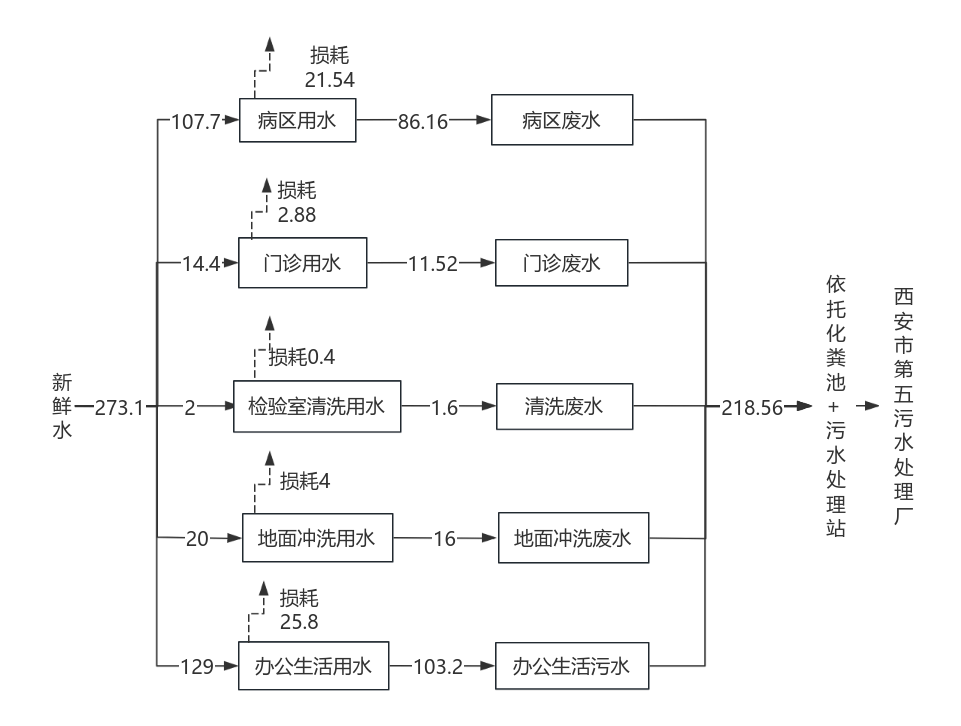 损耗
21.54
107.7
病区用水
86.16
病区废水
损耗
2.88
14.4
门诊用水
11.52
门诊废水
损耗0.4
新鲜水
273.1
2
检验室清洗用水
1.6
清洗废水
218.56
依托化粪池+污水处理站
西安市第五污水处理厂
损耗4
20
地面冲洗用水
16
地面冲洗废水
损耗
25.8
129
办公生活用水
103.2
办公生活污水